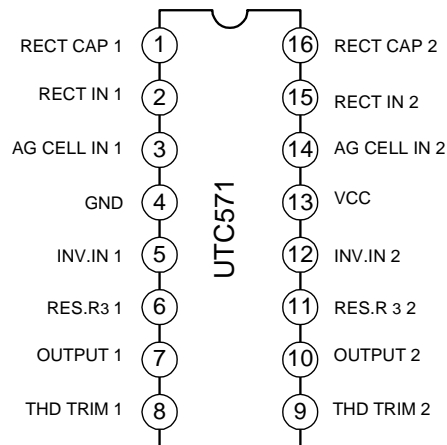 RECT CAP 1 1 16 RECT CAP 2
RECT IN 1 2 15 RECT IN 2
AG CELL IN 1 3 14 AG CELL IN 2
GND 4 13 VCC
UTC571
INV.IN 1 5 12 INV.IN 2
RES.R3 1 6 11 RES.R 3 2
OUTPUT 1 7 10 OUTPUT 2
THD TRIM 1 8 9 THD TRIM 2